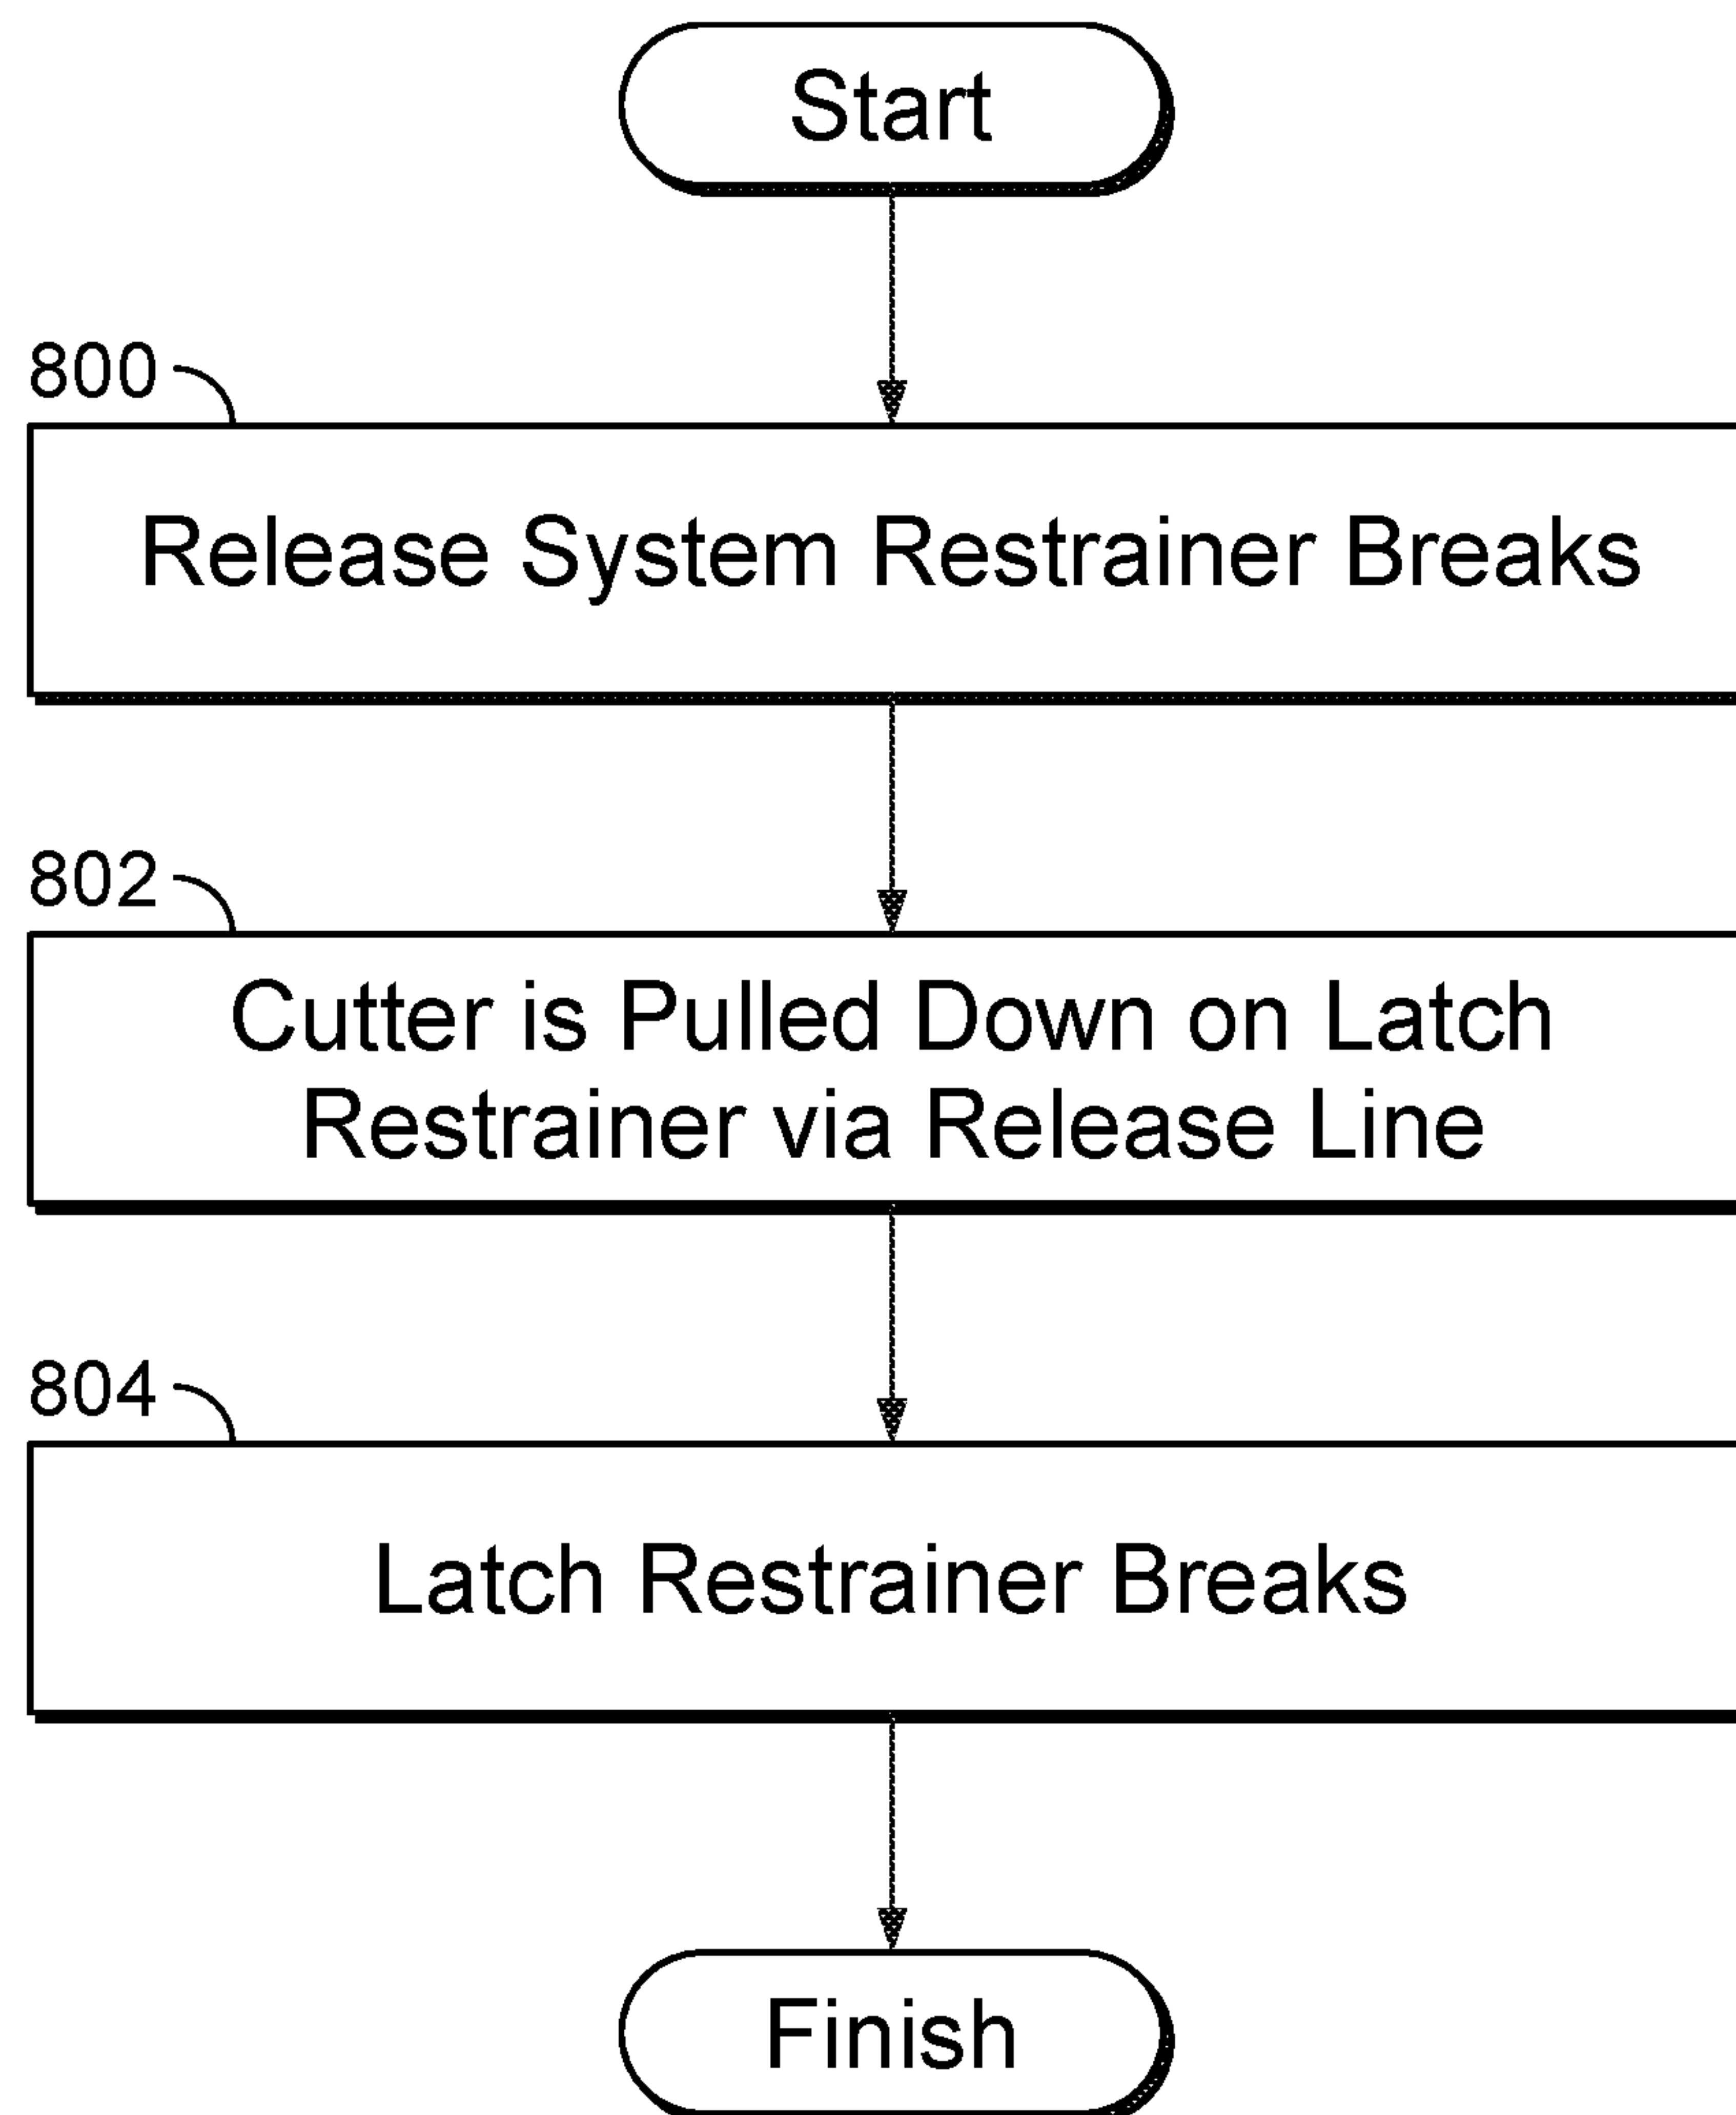 Start
800
Release System Restrainer Breaks
802
Cutter is Pulled Down on Latch
Restrainer via Release Line
804
Latch Restrainer Breaks
Finish